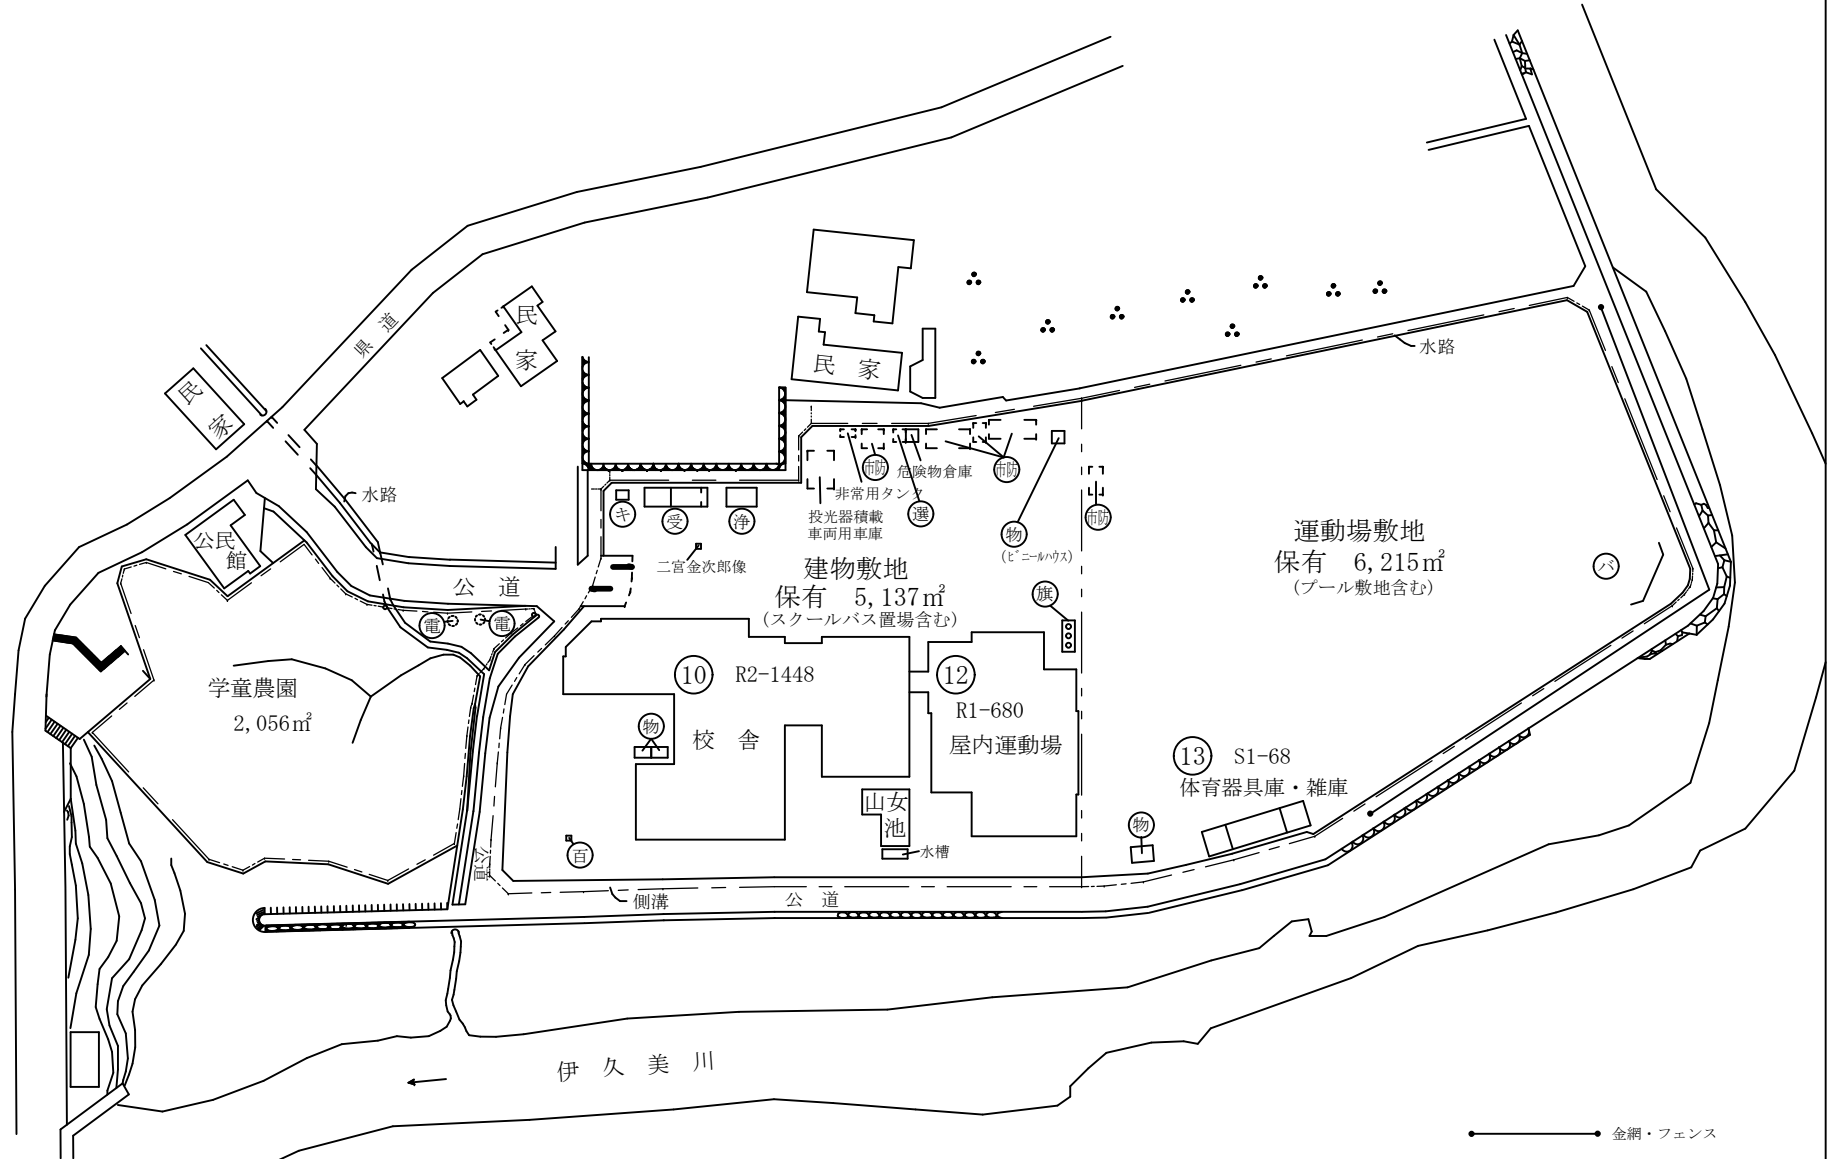 県道
民
家
民
家
民 家
水路
水路
公民
館
公 道
電
電
キ
受
浄
二宮金次郎像
市防
危険物倉庫
市防
非常用タンク
選
投光器積載
車両用車庫
物
(ビニールハウス)
市防
建物敷地
保有 5,137㎡
(スクールバス置場含む)
旗
運動場敷地
保有 6,215㎡
(プール敷地含む)
バ
学童農園
2,056㎡
10 R2-1448
校 舎
物
12
R1-680
屋内運動場
13 S1-68
体育器具庫・雑庫
山女
池
水槽
物
百
公道
側溝
公 道
伊 久 美 川
金網・フェンス